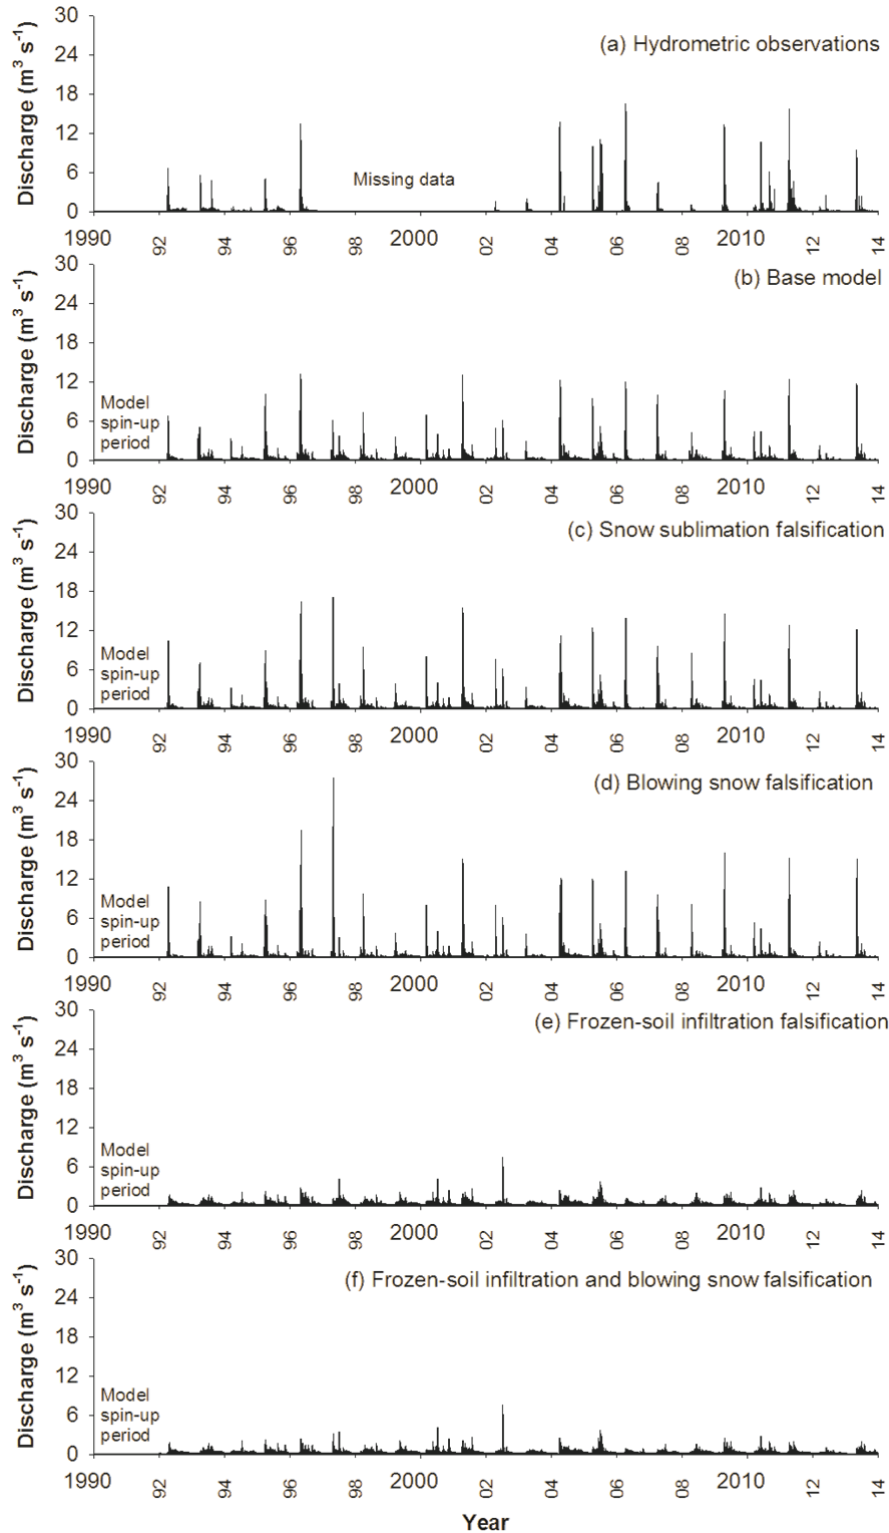 30
(a) Hydrometric observations
24
18
12
Missing data
6
0
Discharge (m³ s⁻¹)
1990 92 94 96 98 2000 02 04 06 08 2010 12 14
30
(b) Base model
24
18
12
Model
spin-up
period
6
0
Discharge (m³ s⁻¹)
1990 92 94 96 98 2000 02 04 06 08 2010 12 14
30
(c) Snow sublimation falsification
24
18
12
Model
spin-up
period
6
0
Discharge (m³ s⁻¹)
1990 92 94 96 98 2000 02 04 06 08 2010 12 14
30
(d) Blowing snow falsification
24
18
12
Model
spin-up
period
6
0
Discharge (m³ s⁻¹)
1990 92 94 96 98 2000 02 04 06 08 2010 12 14
30
(e) Frozen-soil infiltration falsification
24
18
12
Model
spin-up
period
6
0
Discharge (m³ s⁻¹)
1990 92 94 96 98 2000 02 04 06 08 2010 12 14
30
(f) Frozen-soil infiltration and blowing snow falsification
24
18
12
Model
spin-up
period
6
0
Discharge (m³ s⁻¹)
1990 92 94 96 98 2000 02 04 06 08 2010 12 14
Year